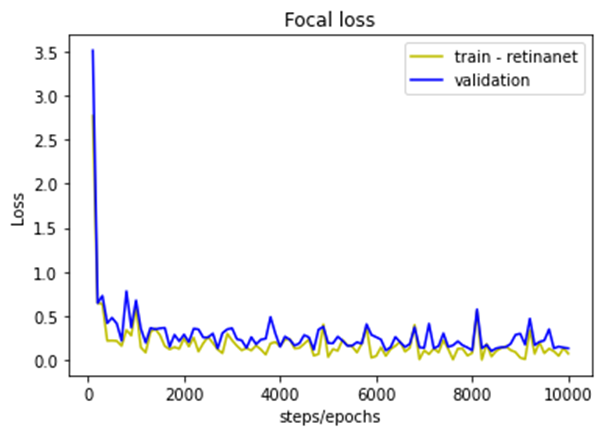 Focal loss
train - retinanet
validation
3.5
3.0
2.5
2.0
1.5
1.0
0.5
0.0
Loss
0 2000 4000 6000 8000 10000
steps/epochs